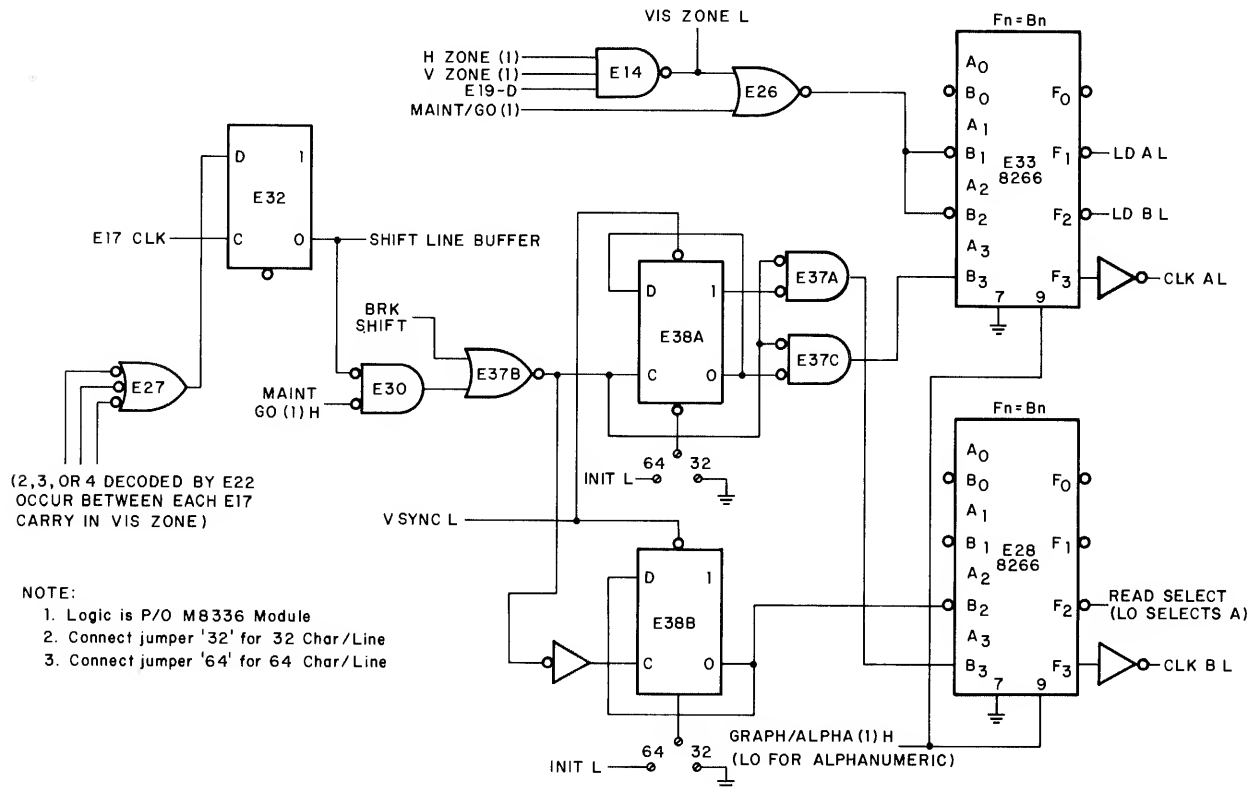 VIS ZONE L
Fn=Bn
H ZONE (1)
V ZONE (1)
E19-D
MAINT/GO (1)
E14
E26
A0
B0
F0
A1
B1
F1
LD A L
E33
8266
A2
B2
F2
LD B L
A3
B3
F3
CLK A L
7
9
D
1
E32
E17 CLK
C
0
SHIFT LINE BUFFER
BRK
SHIFT
E27
MAINT
GO (1) H
E30
E37B
D
1
E38A
C
0
E37A
E37C
INIT L
64
32
(2,3, OR 4 DECODED BY E22
OCCUR BETWEEN EACH E17
CARRY IN VIS ZONE)
V SYNC L
D
1
E38B
C
0
INIT L
64
32
Fn=Bn
A0
B0
F0
A1
B1
F1
E28
8266
A2
B2
F2
READ SELECT
(LO SELECTS A)
A3
B3
F3
CLK B L
7
9
GRAPH/ALPHA (1) H
(LO FOR ALPHANUMERIC)
NOTE:
1. Logic is P/O M8336 Module
2. Connect jumper '32' for 32 Char/Line
3. Connect jumper '64' for 64 Char/Line